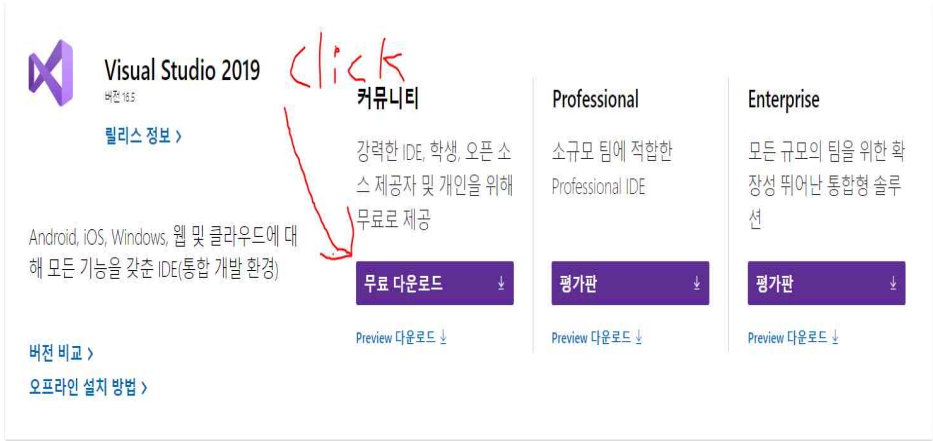 Visual Studio 2019
버전 16.5
릴리스 정보 >
Android, iOS, Windows, 웹 및 클라우드에 대
해 모든 기능을 갖춘 IDE(통합 개발 환경)
버전 비교 >
오프라인 설치 방법 >
click
커뮤니티
강력한 IDE, 학생, 오픈 소
스 제공자 및 개인을 위해
무료로 제공
무료 다운로드
Preview 다운로드
Professional
소규모 팀에 적합한
Professional IDE
평가판
Preview 다운로드
Enterprise
모든 규모의 팀을 위한 확
장성 뛰어난 통합형 솔루
션
평가판
Preview 다운로드